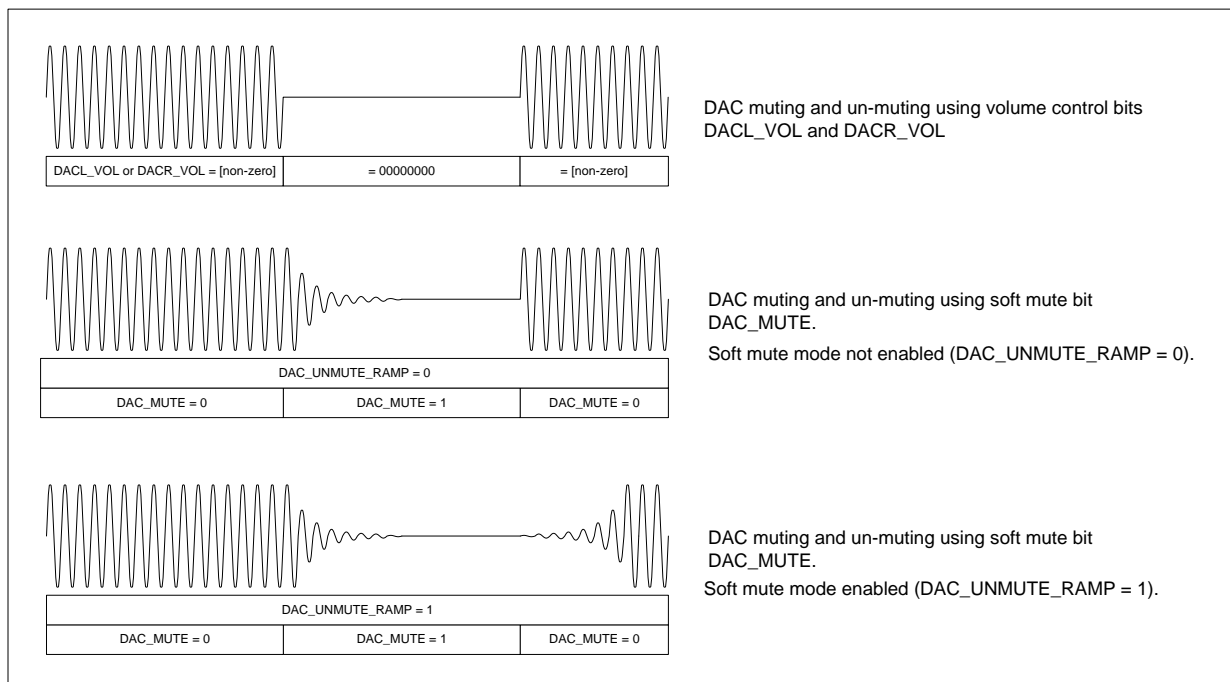 DAC muting and un-muting using volume control bits
DACL_VOL and DACR_VOL
DACL_VOL or DACR_VOL = [non-zero]
= 00000000
= [non-zero]
DAC muting and un-muting using soft mute bit
DAC_MUTE.
Soft mute mode not enabled (DAC_UNMUTE_RAMP = 0).
DAC_UNMUTE_RAMP = 0
DAC_MUTE = 0
DAC_MUTE = 1
DAC_MUTE = 0
DAC muting and un-muting using soft mute bit
DAC_MUTE.
Soft mute mode enabled (DAC_UNMUTE_RAMP = 1).
DAC_UNMUTE_RAMP = 1
DAC_MUTE = 0
DAC_MUTE = 1
DAC_MUTE = 0